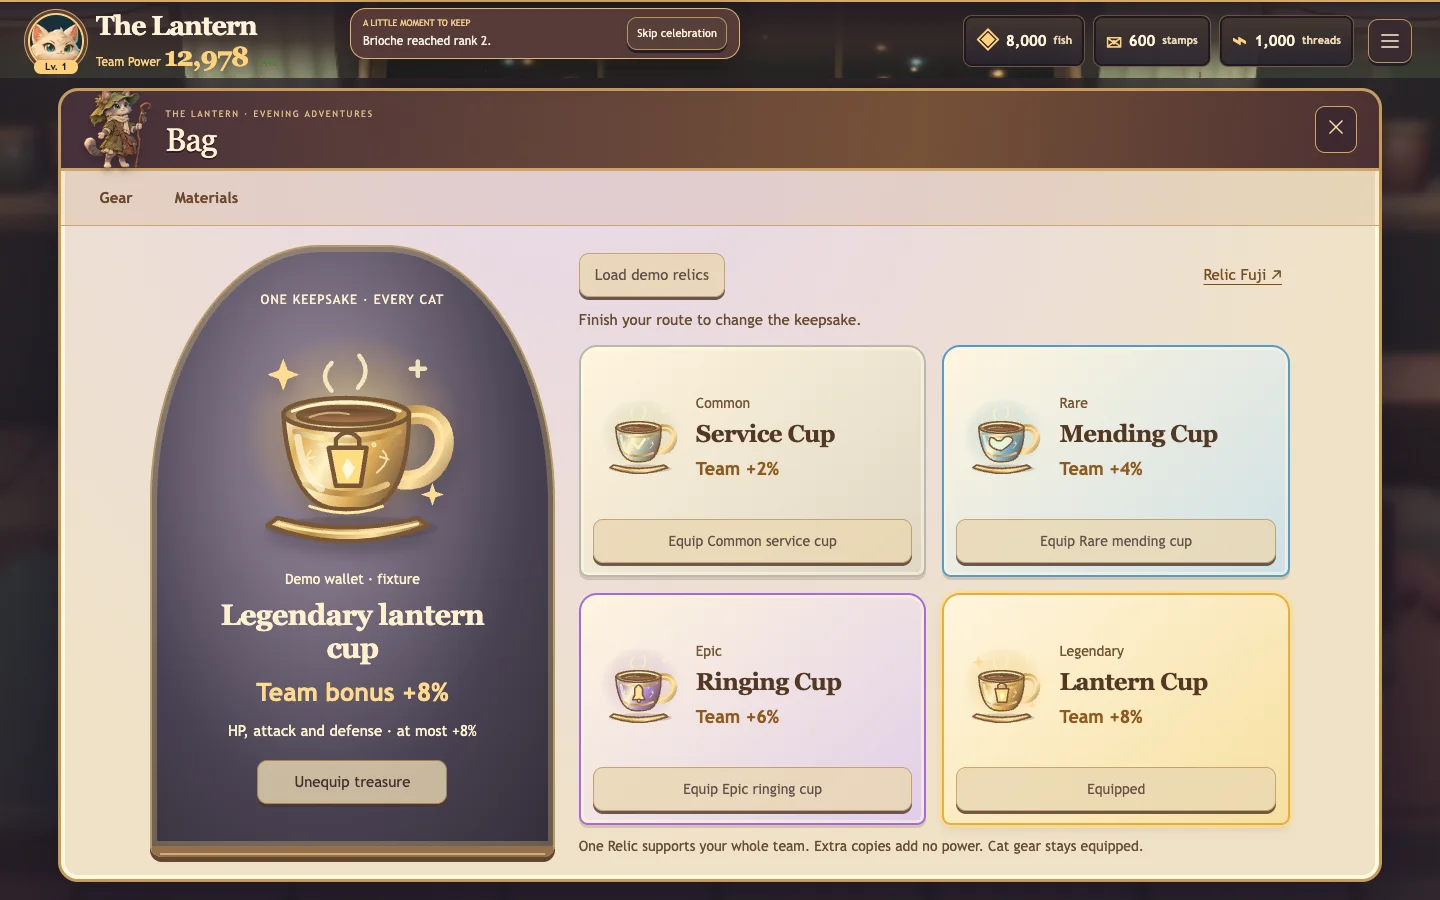 The Lantern
Lv. 1
Team Power 12,978
A LITTLE MOMENT TO KEEP
Brioche reached rank 2.
Skip celebration
8,000 fish
600 stamps
1,000 threads
THE LANTERN · EVENING ADVENTURES
Bag
Gear
Materials
ONE KEEPSAKE · EVERY CAT
Demo wallet · fixture
Legendary lantern
cup
Team bonus +8%
HP, attack and defense · at most +8%
Unequip treasure
Load demo relics
Relic Fuji ↗
Finish your route to change the keepsake.
Common
Service Cup
Team +2%
Equip Common service cup
Rare
Mending Cup
Team +4%
Equip Rare mending cup
Epic
Ringing Cup
Team +6%
Equip Epic ringing cup
Legendary
Lantern Cup
Team +8%
Equipped
One Relic supports your whole team. Extra copies add no power. Cat gear stays equipped.